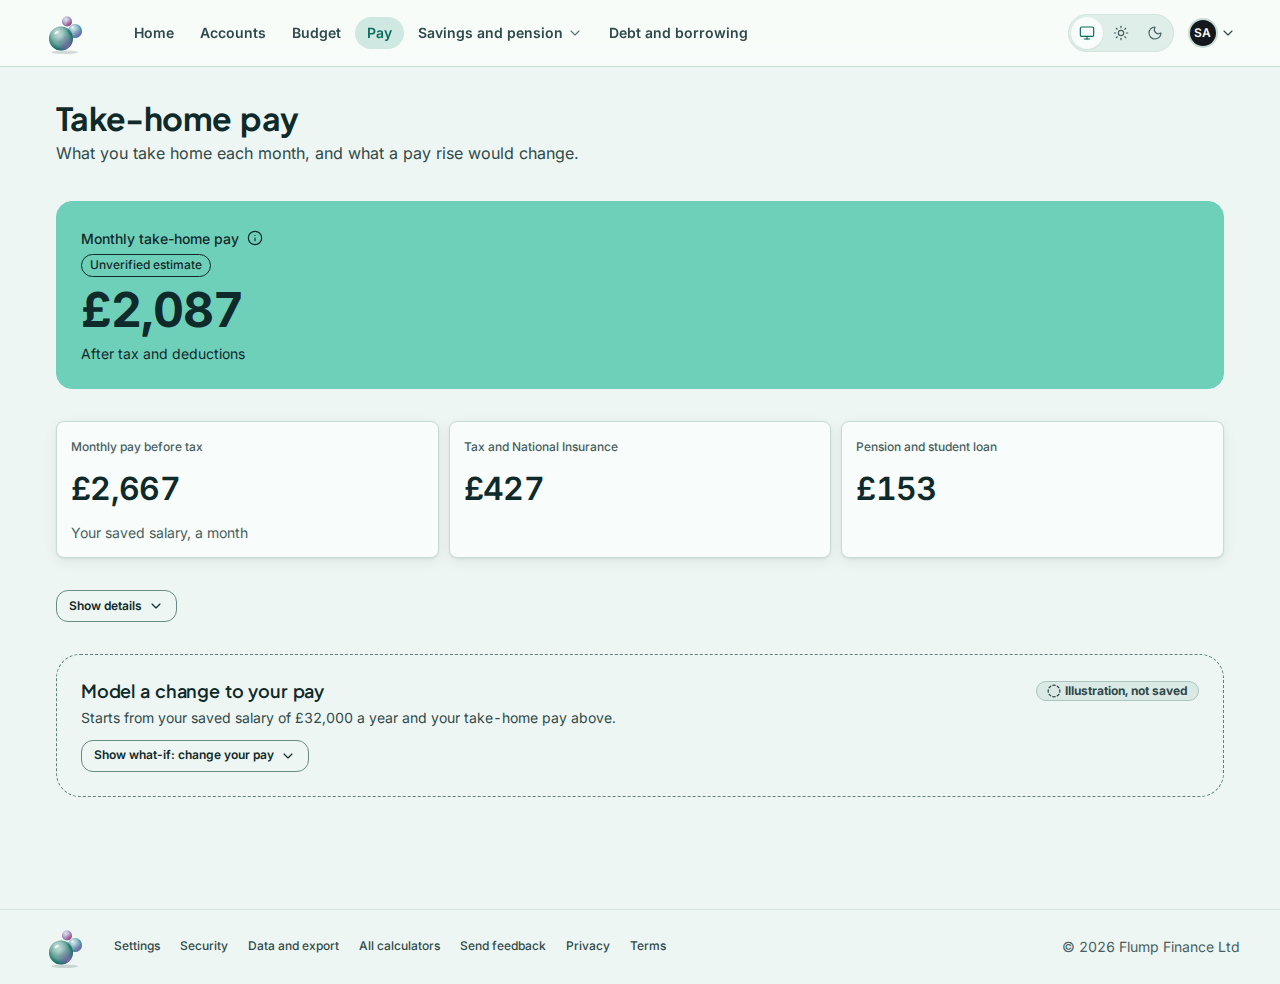 Home Accounts Budget Pay Savings and pension Debt and borrowing SA
Take-home pay
What you take home each month, and what a pay rise would change.
Monthly take-home pay
Unverified estimate
£2,087
After tax and deductions
Monthly pay before tax
£2,667
Your saved salary, a month
Tax and National Insurance
£427
Pension and student loan
£153
Show details
Model a change to your pay
Illustration, not saved
Starts from your saved salary of £32,000 a year and your take-home pay above.
Show what-if: change your pay
Settings Security Data and export All calculators Send feedback Privacy Terms © 2026 Flump Finance Ltd